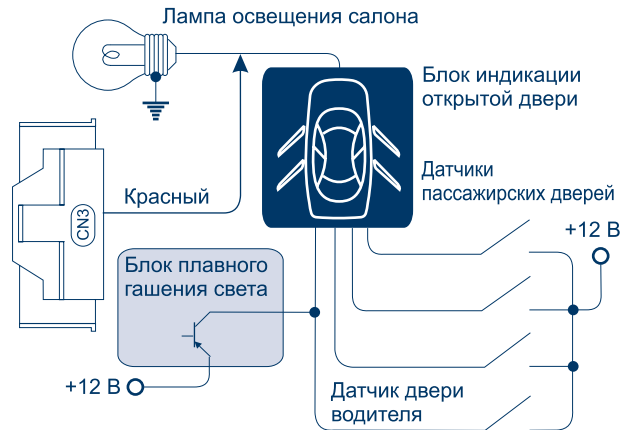 Лампа освещения салона
Блок индикации
открытой двери
Датчики
пассажирских дверей
Красный
CN3
+12 В
Блок плавного
гашения света
+12 В
Датчик двери
водителя